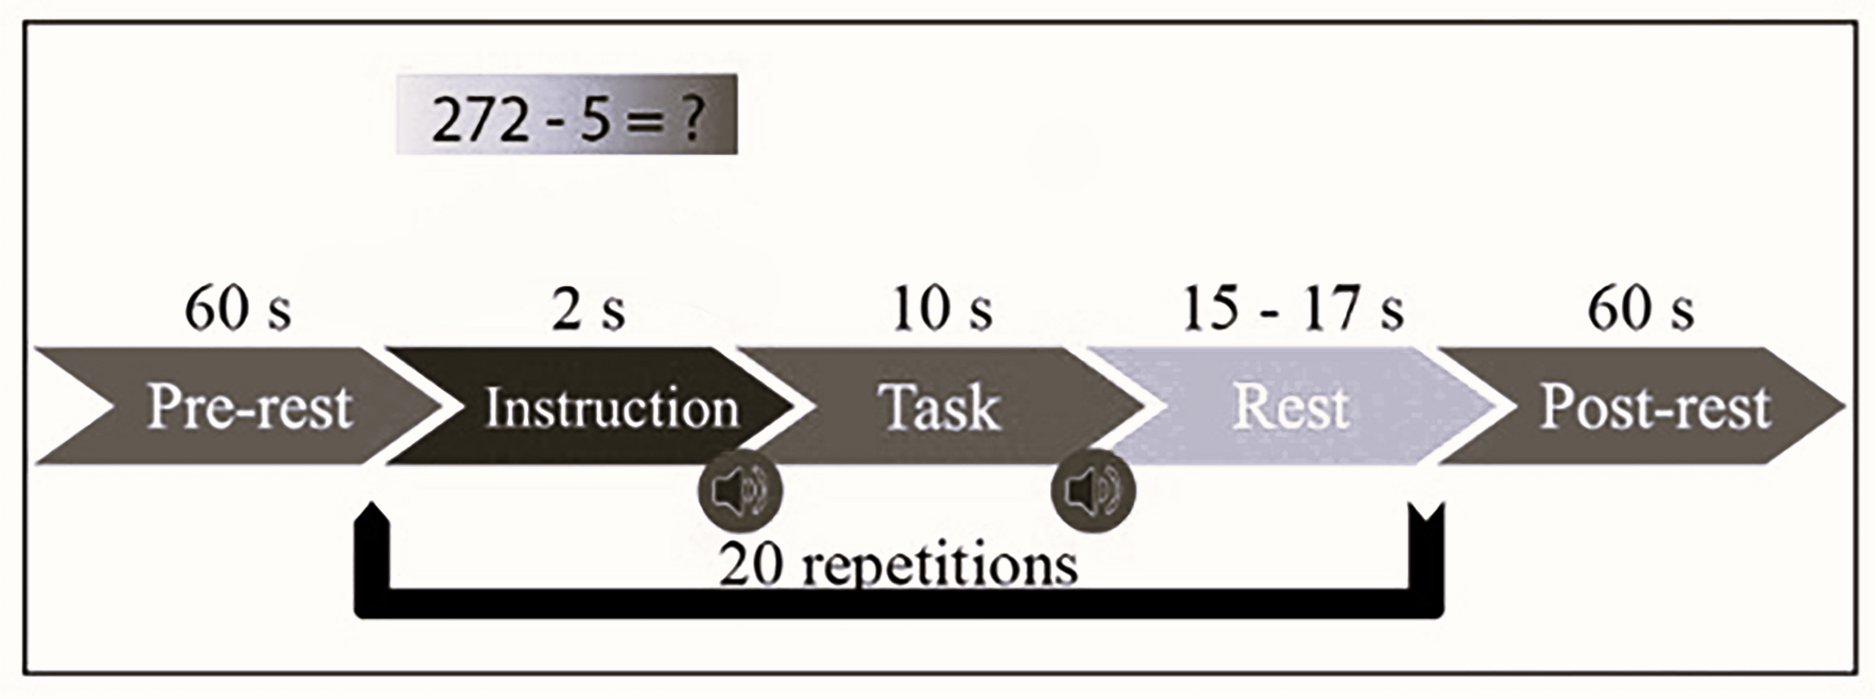 272 - 5 = ?
60 s
2 s
10 s
15 - 17 s
60 s
Pre-rest
Instruction
Task
Rest
Post-rest
20 repetitions